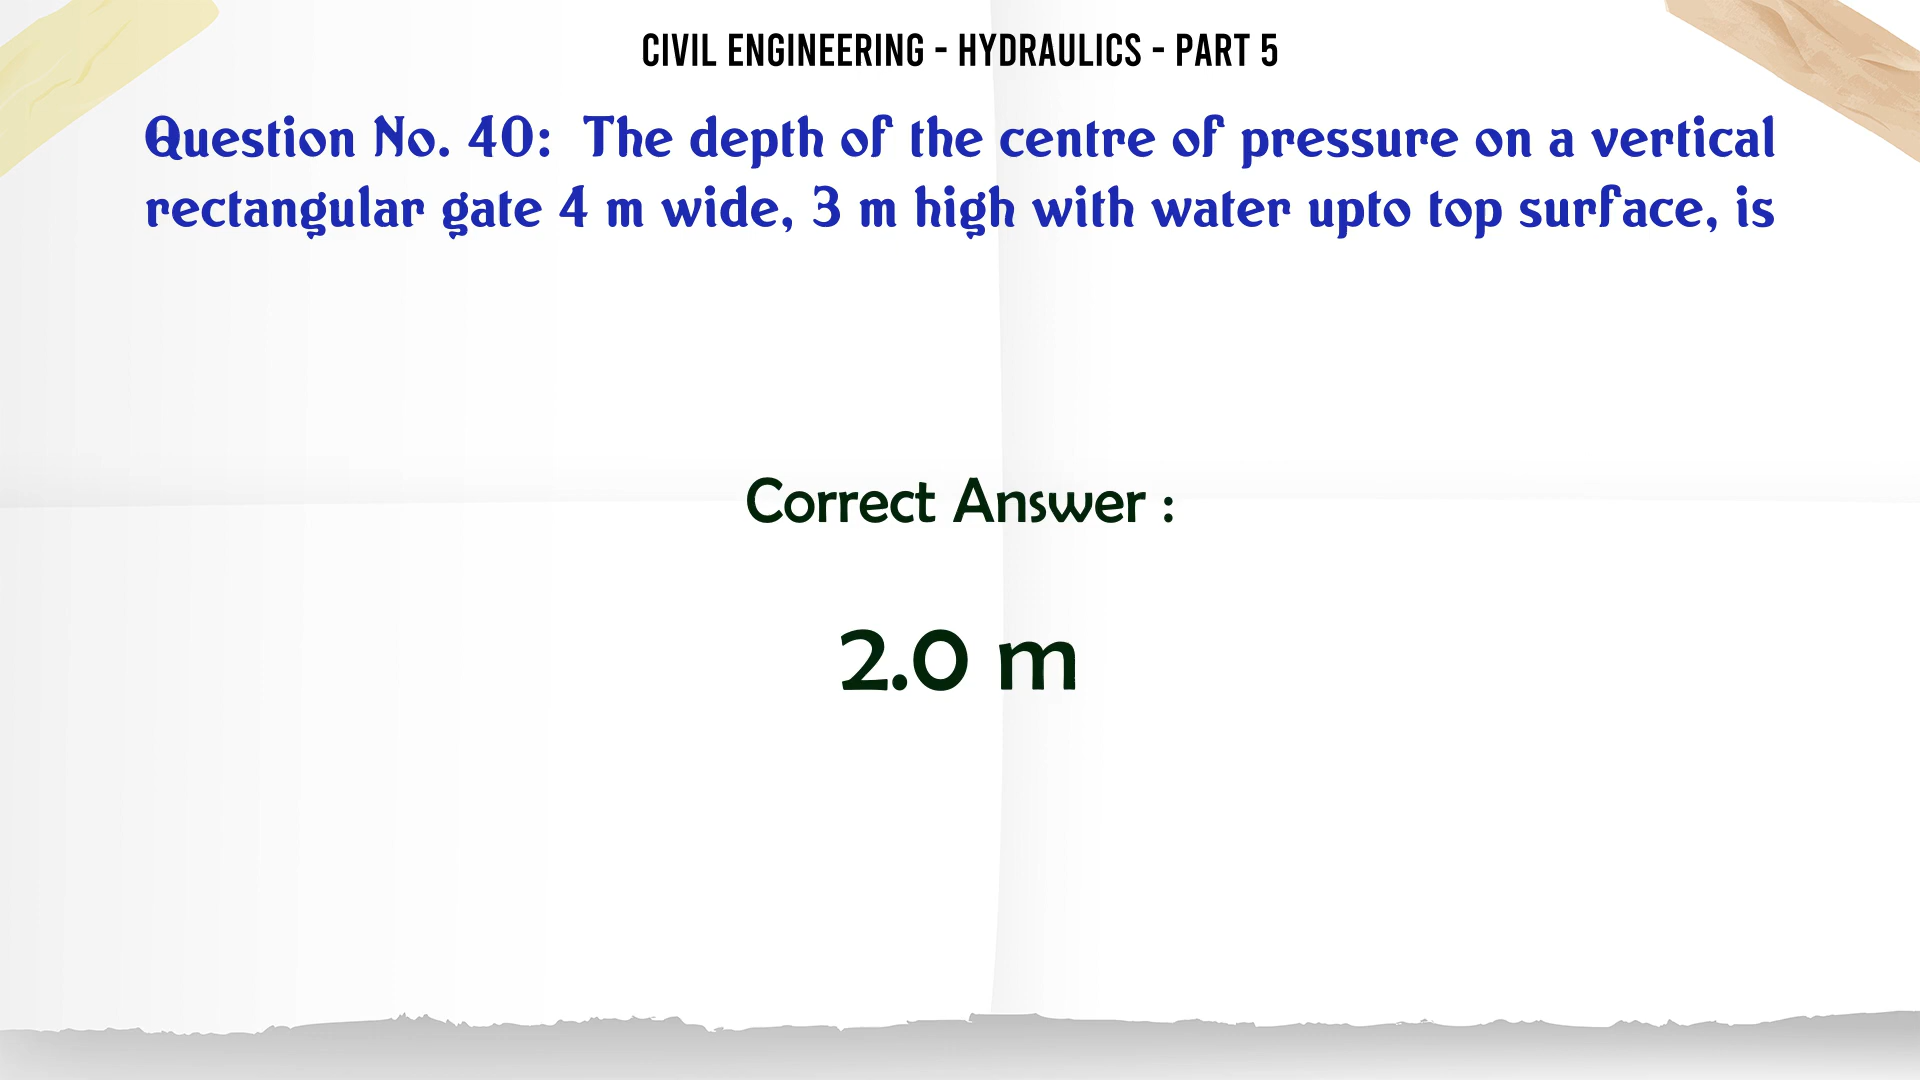 CIVIL ENGINEERING - HYDRAULICS - PART 5
Question No. 40: The depth of the centre of pressure on a vertical
rectangular gate 4 m wide, 3 m high with water upto top surface, is
Correct Answer :
2.0 m